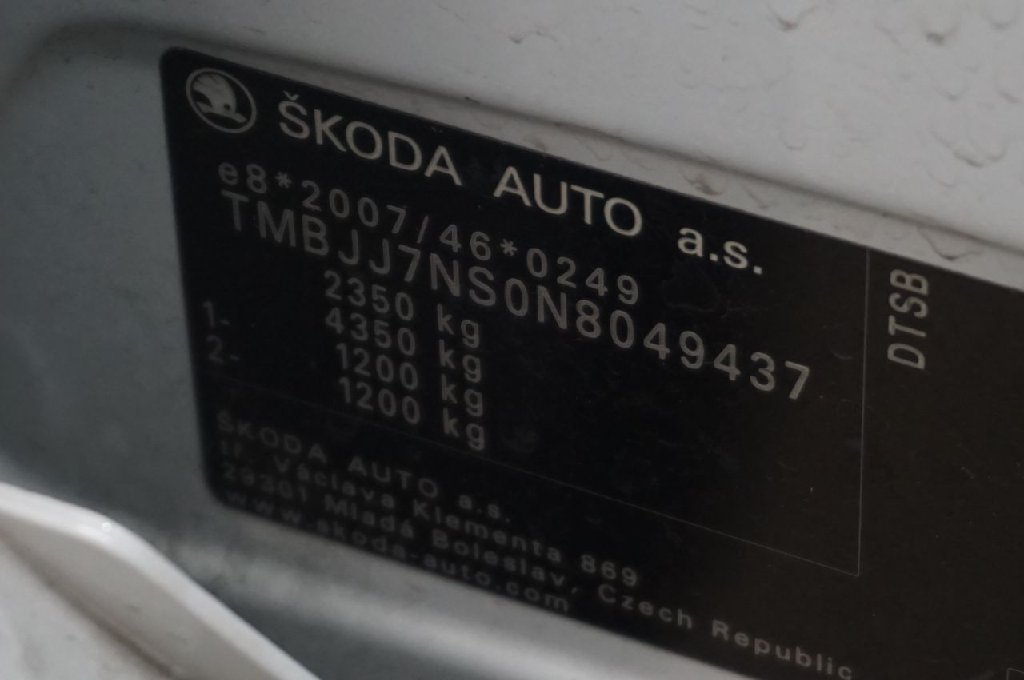 ŠKODA AUTO a.s.
e8*2007/46*0249
TMBJJ7NS0N8049437
2350 kg
4350 kg
1- 1200 kg
2- 1200 kg
ŠKODA AUTO a.s.
tř. Václava Klementa 869
29301 Mladá Boleslav, Czech Republic
www.skoda-auto.com
DTSB